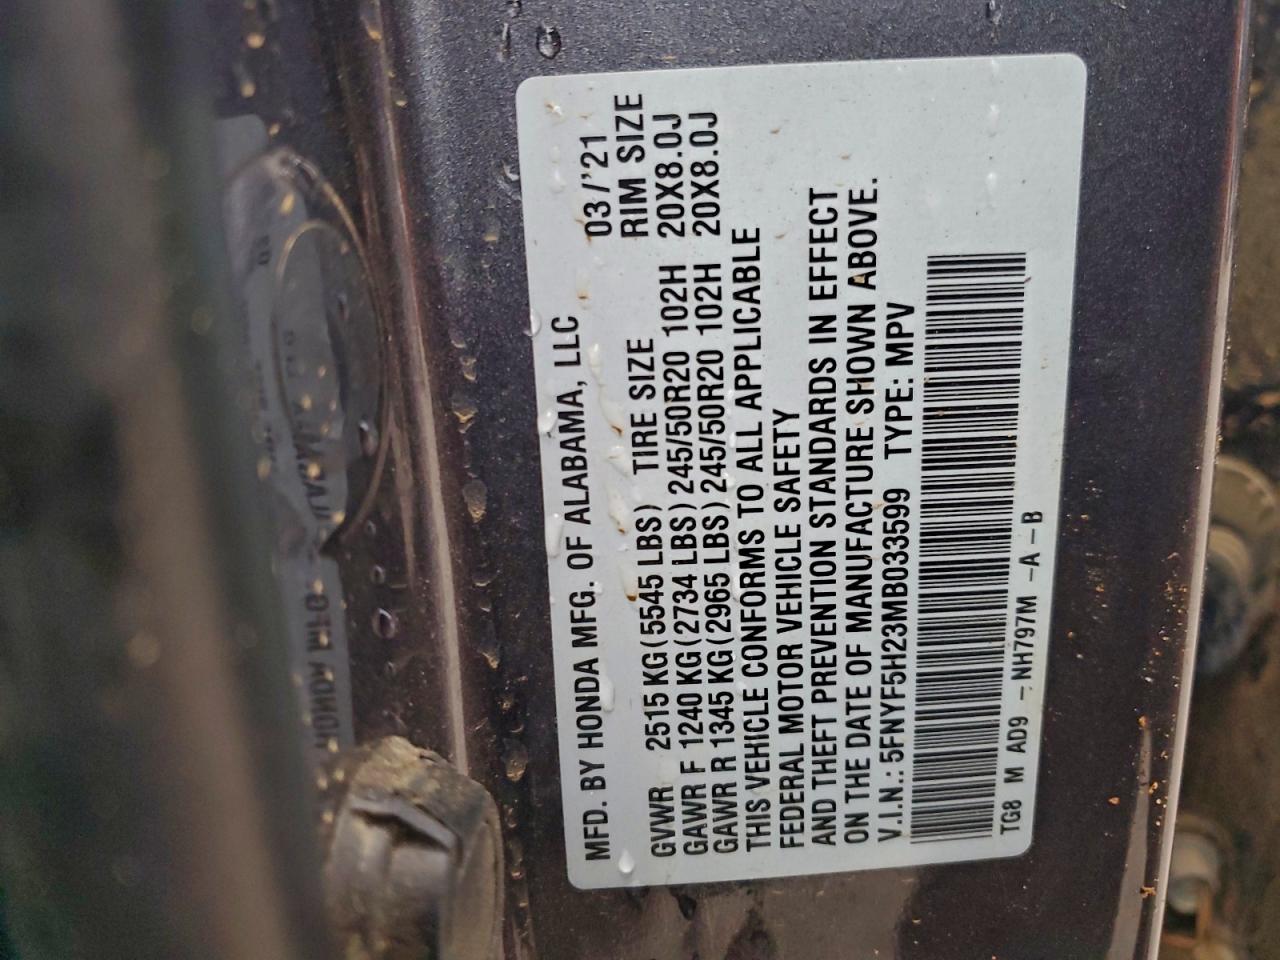 MFD. BY HONDA MFG. OF ALABAMA, LLC 03/'21
GVWR 2515 KG(5545 LBS) TIRE SIZE RIM SIZE
GAWR F 1240 KG(2734 LBS) 245/50R20 102H 20X8.0J
GAWR R 1345 KG(2965 LBS) 245/50R20 102H 20X8.0J
THIS VEHICLE CONFORMS TO ALL APPLICABLE
FEDERAL MOTOR VEHICLE SAFETY
AND THEFT PREVENTION STANDARDS IN EFFECT
ON THE DATE OF MANUFACTURE SHOWN ABOVE.
V.I.N.: 5FNYF5H23MB033599 TYPE: MPV
TG8 M AD9 - NH797M - A - B